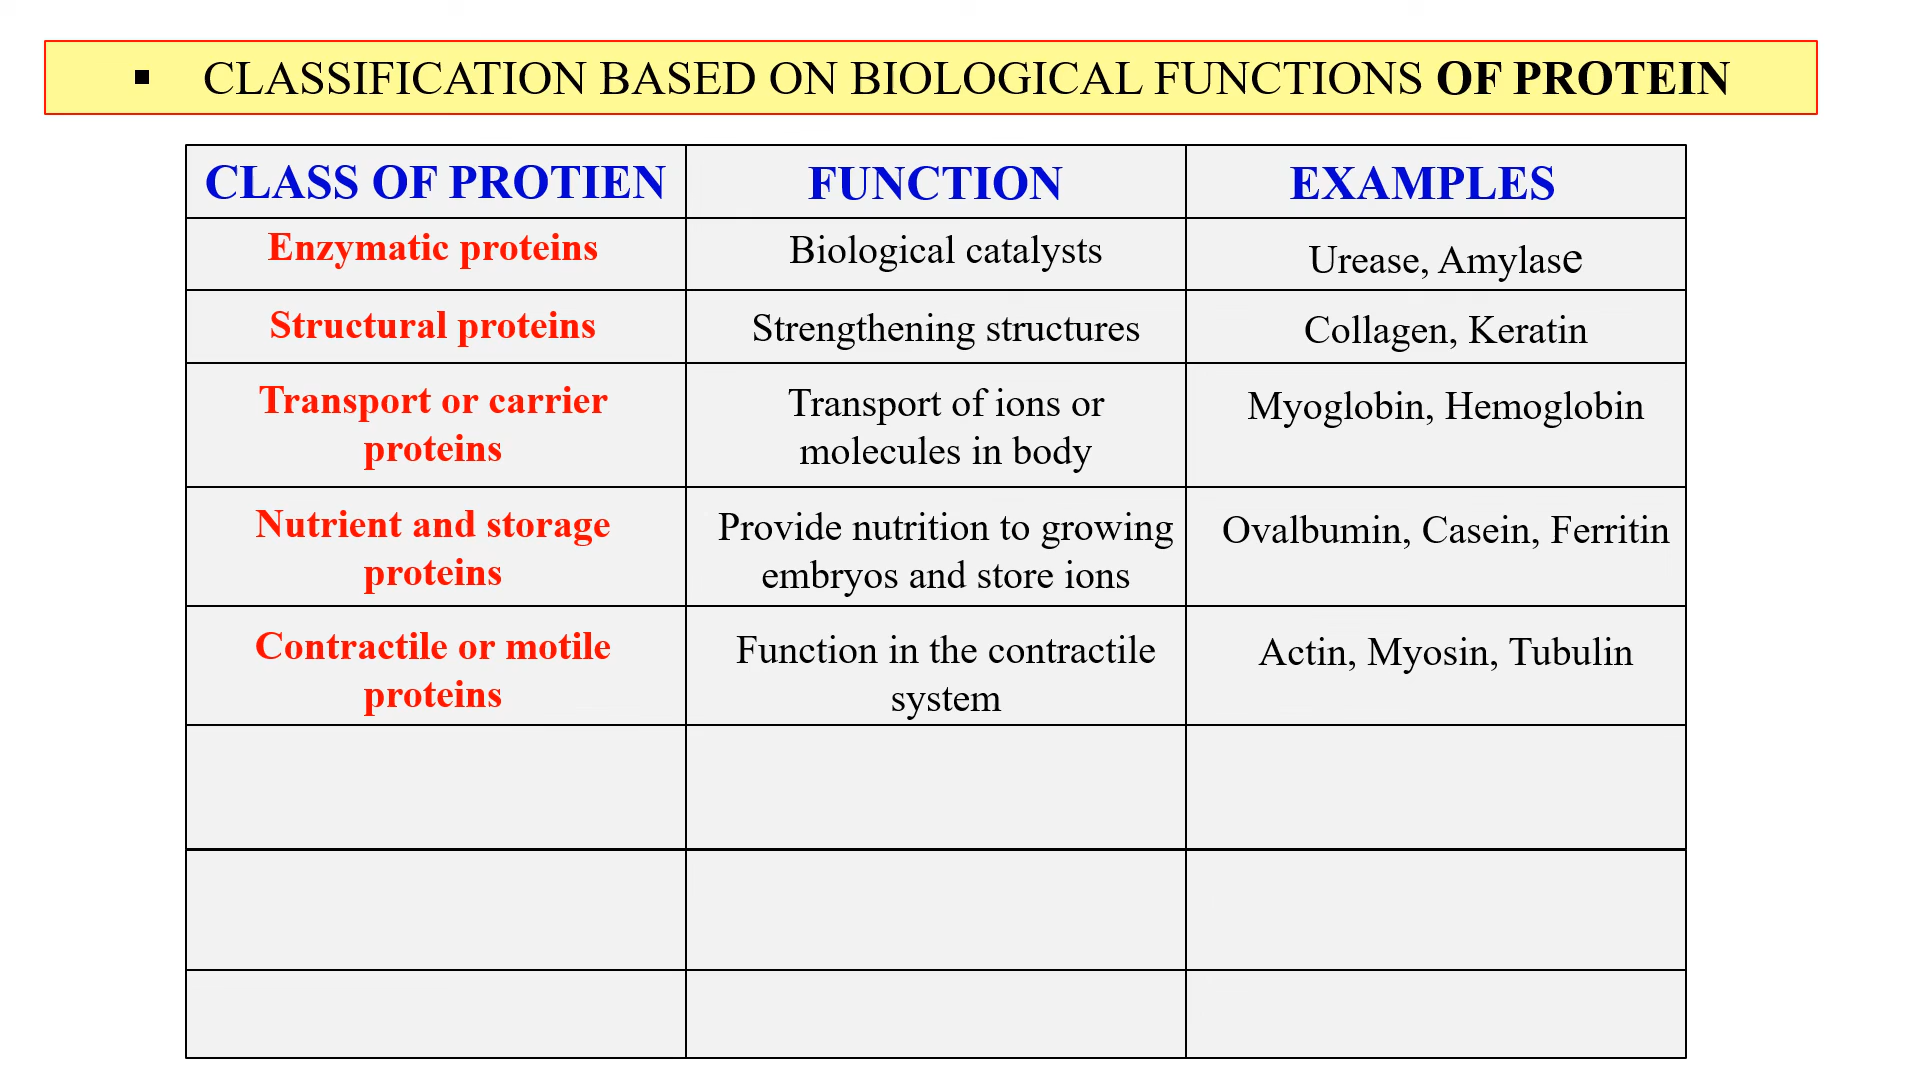 ▪ CLASSIFICATION BASED ON BIOLOGICAL FUNCTIONS OF PROTEIN
CLASS OF PROTIEN
FUNCTION
EXAMPLES
Enzymatic proteins
Biological catalysts
Urease, Amylase
Structural proteins
Strengthening structures
Collagen, Keratin
Transport or carrier
proteins
Transport of ions or
molecules in body
Myoglobin, Hemoglobin
Nutrient and storage
proteins
Provide nutrition to growing
embryos and store ions
Ovalbumin, Casein, Ferritin
Contractile or motile
proteins
Function in the contractile
system
Actin, Myosin, Tubulin